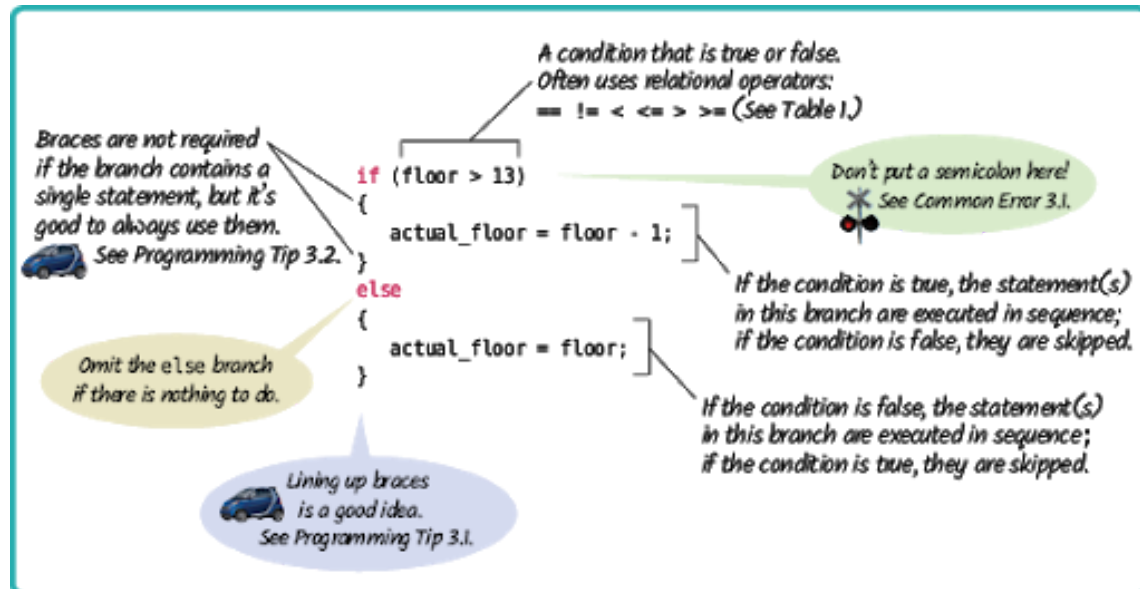 A condition that is true or false.
Often uses relational operators:
== != < <= > >= (See Table 1.)
Braces are not required
if the branch contains a
single statement, but it's
good to always use them.
See Programming Tip 3.2.
if (floor > 13)
{
actual_floor = floor - 1;
}
else
{
actual_floor = floor;
}
Don't put a semicolon here!
See Common Error 3.1.
If the condition is true, the statement(s)
in this branch are executed in sequence;
if the condition is false, they are skipped.
Omit the else branch
if there is nothing to do.
If the condition is false, the statement(s)
in this branch are executed in sequence;
if the condition is true, they are skipped.
Lining up braces
is a good idea.
See Programming Tip 3.1.